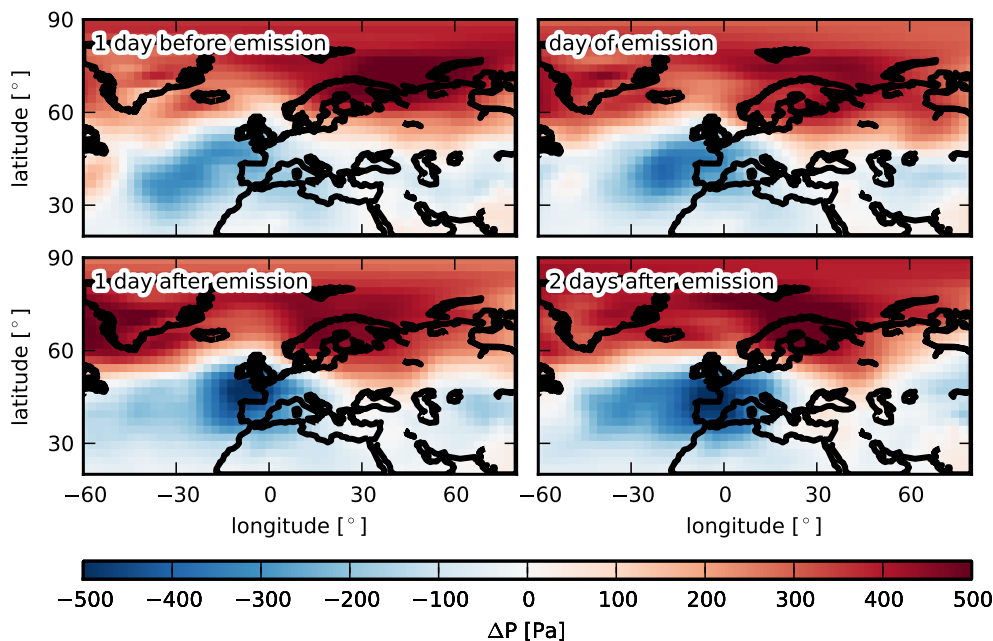 90
1 day before emission
day of emission
60
latitude [°]
30
90
1 day after emission
2 days after emission
60
latitude [°]
30
−60 −30 0 30 60 −60 −30 0 30 60
longitude [°] longitude [°]
−500 −400 −300 −200 −100 0 100 200 300 400 500
ΔP [Pa]